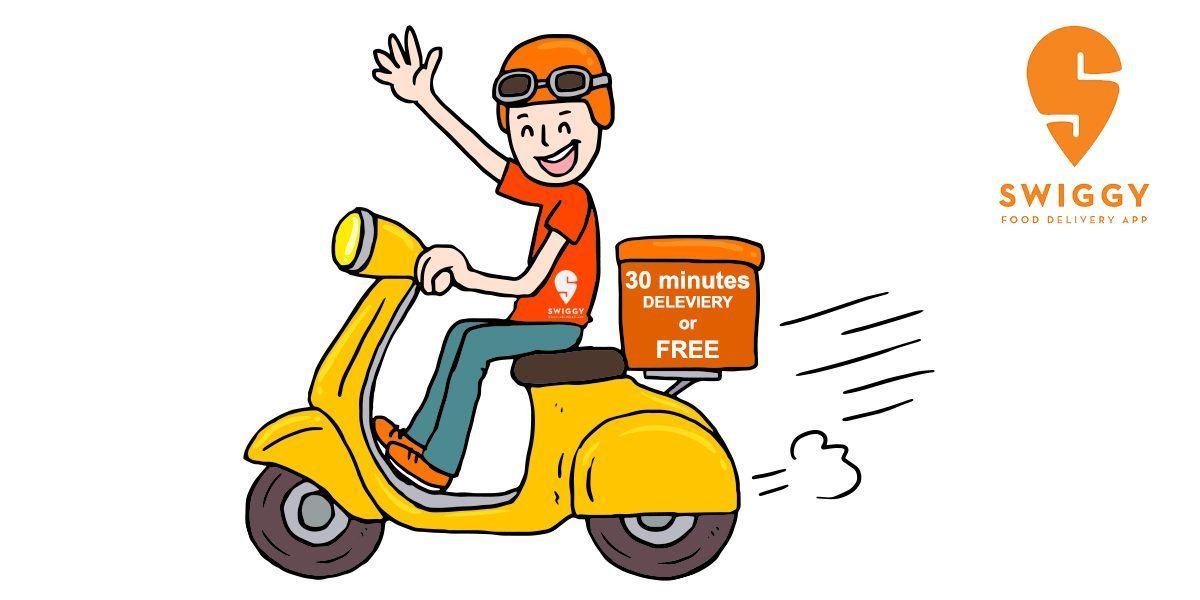 SWIGGY
FOOD DELIVERY APP
30 minutes
DELEVIERY
or
FREE
SWIGGY